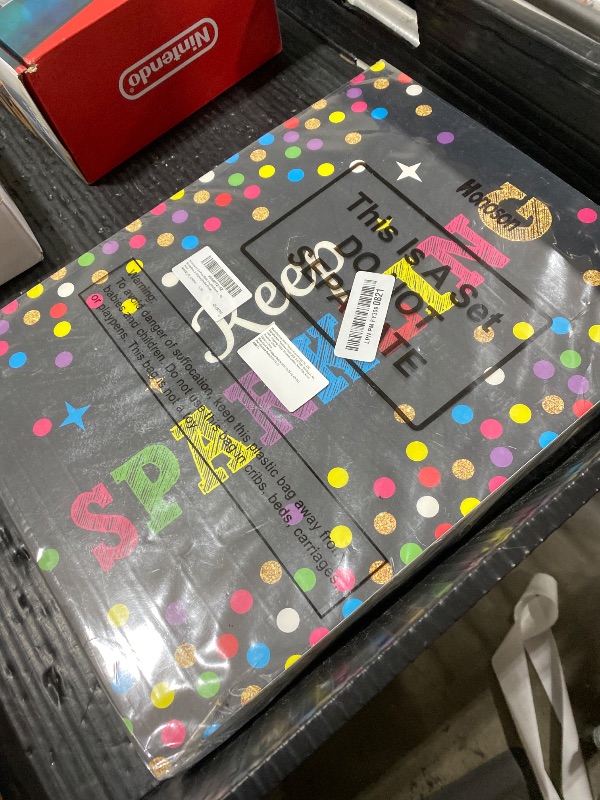 Nintendo
Horoson
This Is A Set
DO NOT
SEPARATE
Keep
SPARKLING
Warning:
To avoid danger of suffocation, keep this plastic bag away from
babies and children. Do not use this bag in cribs, beds, carriages,
or playpens. This bag is not a toy.